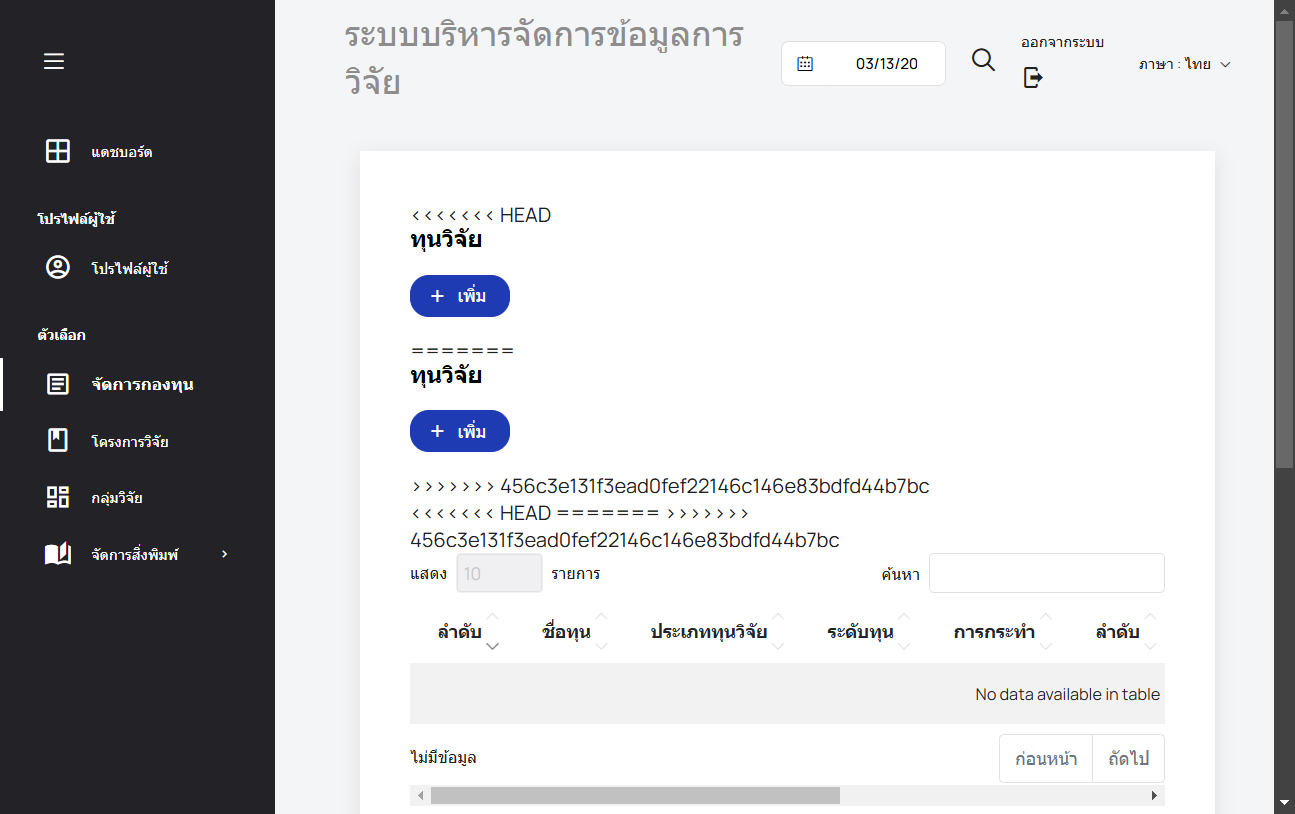 ระบบบริหารจัดการข้อมูลการ
วิจัย
03/13/20
ออกจากระบบ
ภาษา : ไทย
แดชบอร์ด
โปรไฟล์ผู้ใช้
โปรไฟล์ผู้ใช้
ตัวเลือก
จัดการกองทุน
โครงการวิจัย
กลุ่มวิจัย
จัดการสิ่งพิมพ์
<<<<<<< HEAD
ทุนวิจัย
+ เพิ่ม
=======
ทุนวิจัย
+ เพิ่ม
>>>>>>> 456c3e131f3ead0fef22146c146e83bdfd44b7bc
<<<<<<< HEAD ======= >>>>>>>
456c3e131f3ead0fef22146c146e83bdfd44b7bc
แสดง 10 รายการ ค้นหา
ลำดับ ชื่อทุน ประเภททุนวิจัย ระดับทุน การกระทำ ลำดับ
No data available in table
ไม่มีข้อมูล ก่อนหน้า ถัดไป